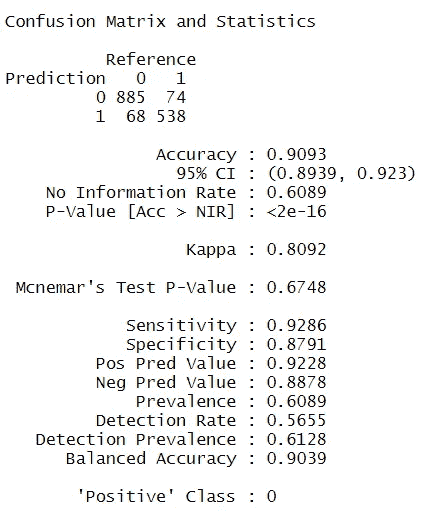 Confusion Matrix and Statistics
Reference
Prediction 0 1
0 885 74
1 68 538
Accuracy : 0.9093
95% CI : (0.8939, 0.923)
No Information Rate : 0.6089
P-Value [Acc > NIR] : <2e-16
Kappa : 0.8092
Mcnemar's Test P-Value : 0.6748
Sensitivity : 0.9286
Specificity : 0.8791
Pos Pred Value : 0.9228
Neg Pred Value : 0.8878
Prevalence : 0.6089
Detection Rate : 0.5655
Detection Prevalence : 0.6128
Balanced Accuracy : 0.9039
'Positive' Class : 0